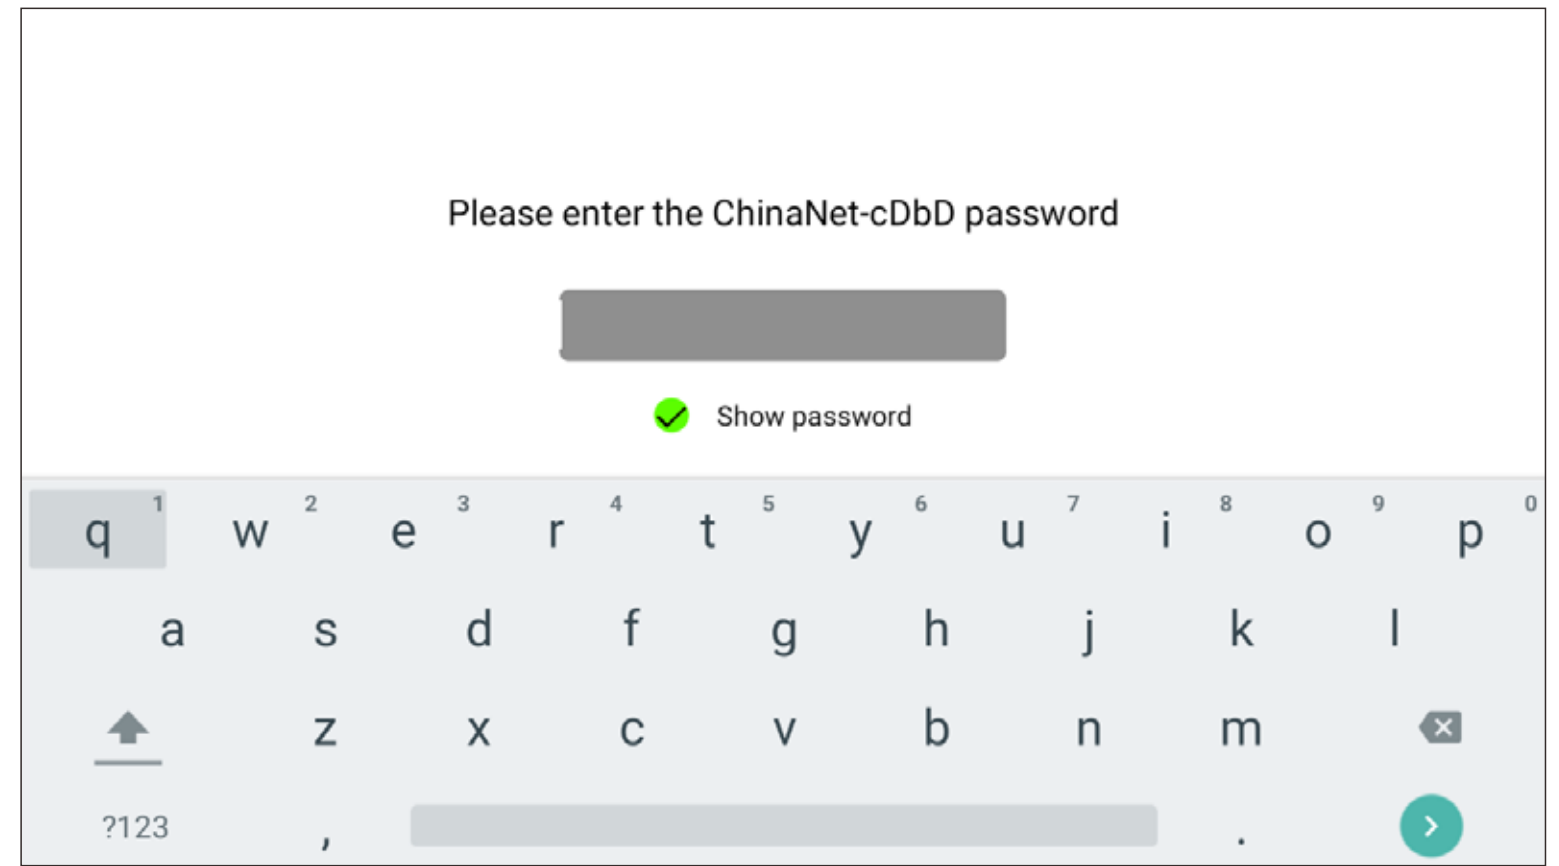 Please enter the ChinaNet-cDbD password
Show password
q 1 w 2 e 3 r 4 t 5 y 6 u 7 i 8 o 9 p 0
a s d f g h j k l
z x c v b n m
?123 , .